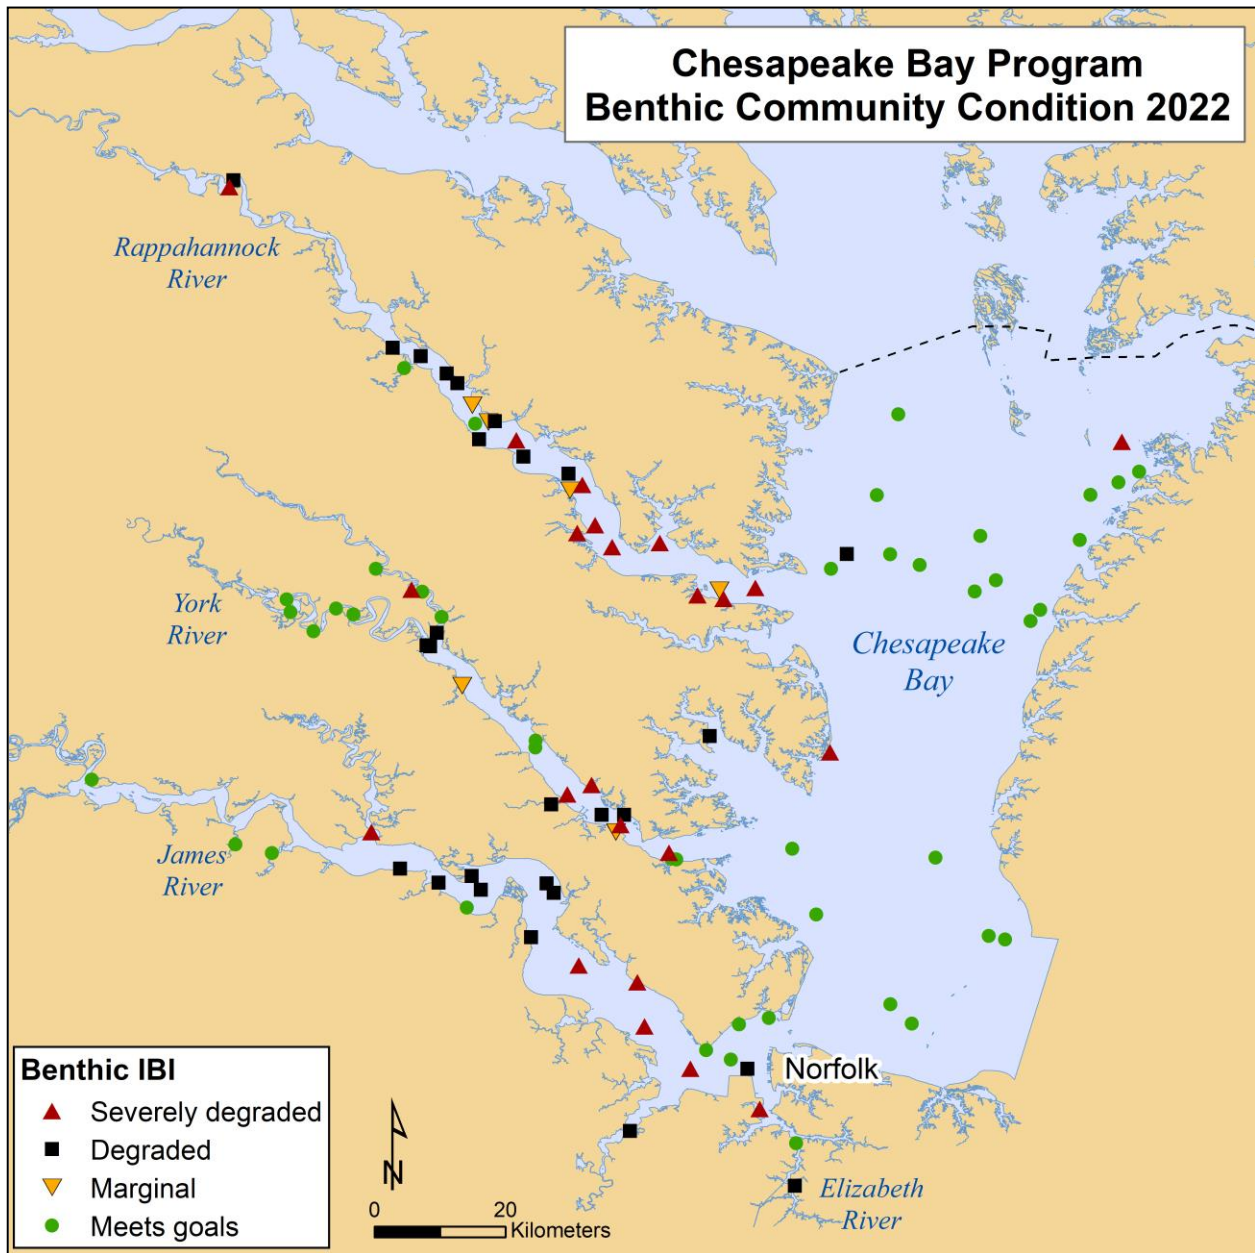 Chesapeake Bay Program
Benthic Community Condition 2022
Rappahannock
River
York
River
Chesapeake
Bay
James
River
Norfolk
Elizabeth
River
Benthic IBI
Severely degraded
Degraded
Marginal
Meets goals
N
0 20
Kilometers